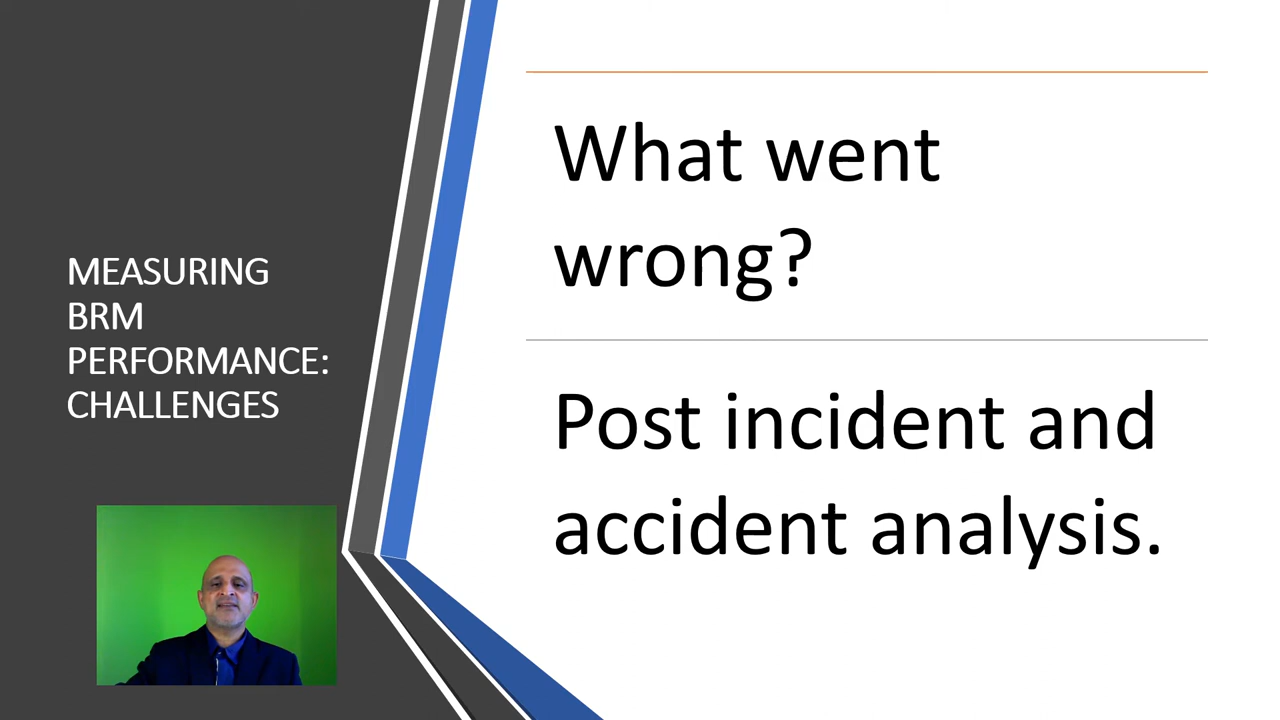 MEASURING
BRM
PERFORMANCE:
CHALLENGES
What went
wrong?
Post incident and
accident analysis.